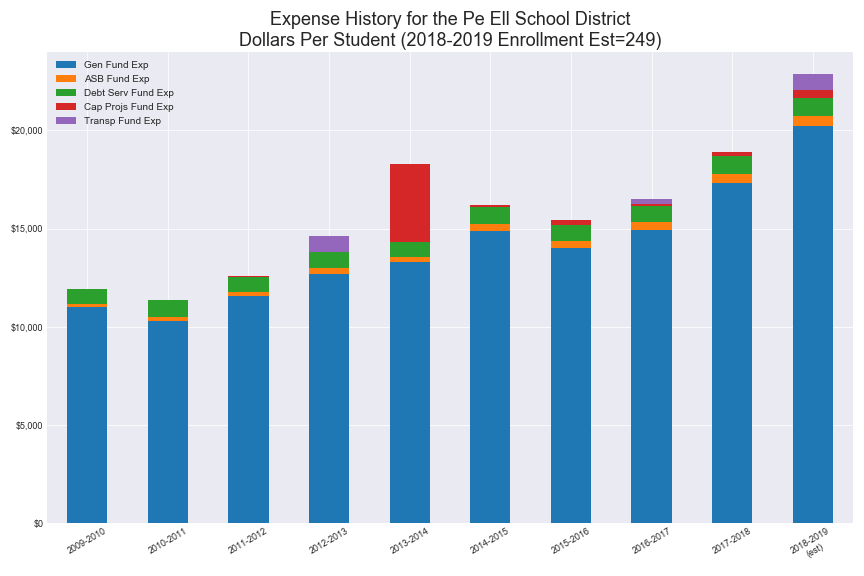 Expense History for the Pe Ell School District
Dollars Per Student (2018-2019 Enrollment Est=249)
Gen Fund Exp
ASB Fund Exp
Debt Serv Fund Exp
Cap Projs Fund Exp
Transp Fund Exp
$20,000
$15,000
$10,000
$5,000
$0
2009-2010
2010-2011
2011-2012
2012-2013
2013-2014
2014-2015
2015-2016
2016-2017
2017-2018
2018-2019
(est)